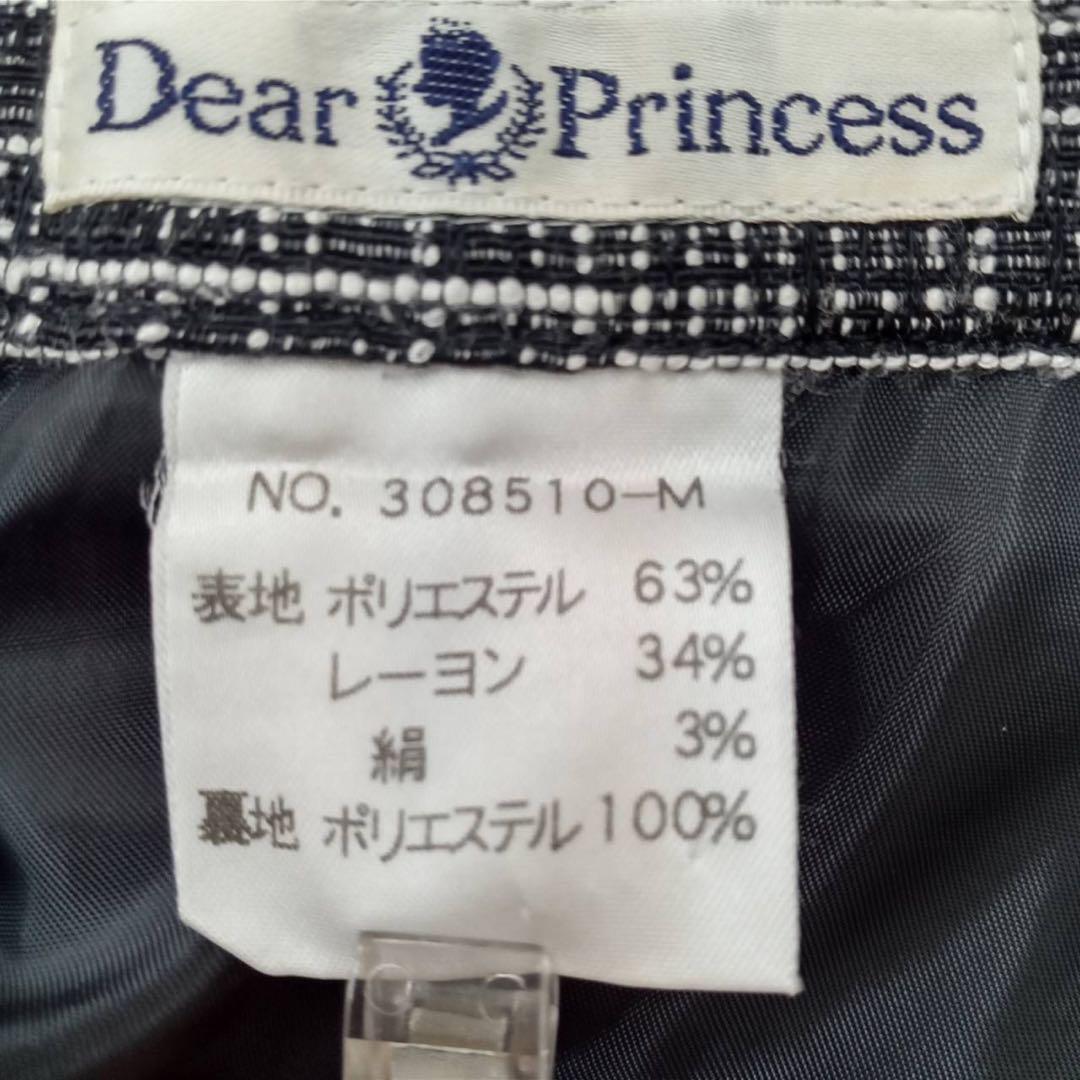 Dear Princess
NO. 308510-M
表地 ポリエステル 63%
レーヨン 34%
絹 3%
裏地 ポリエステル 100%